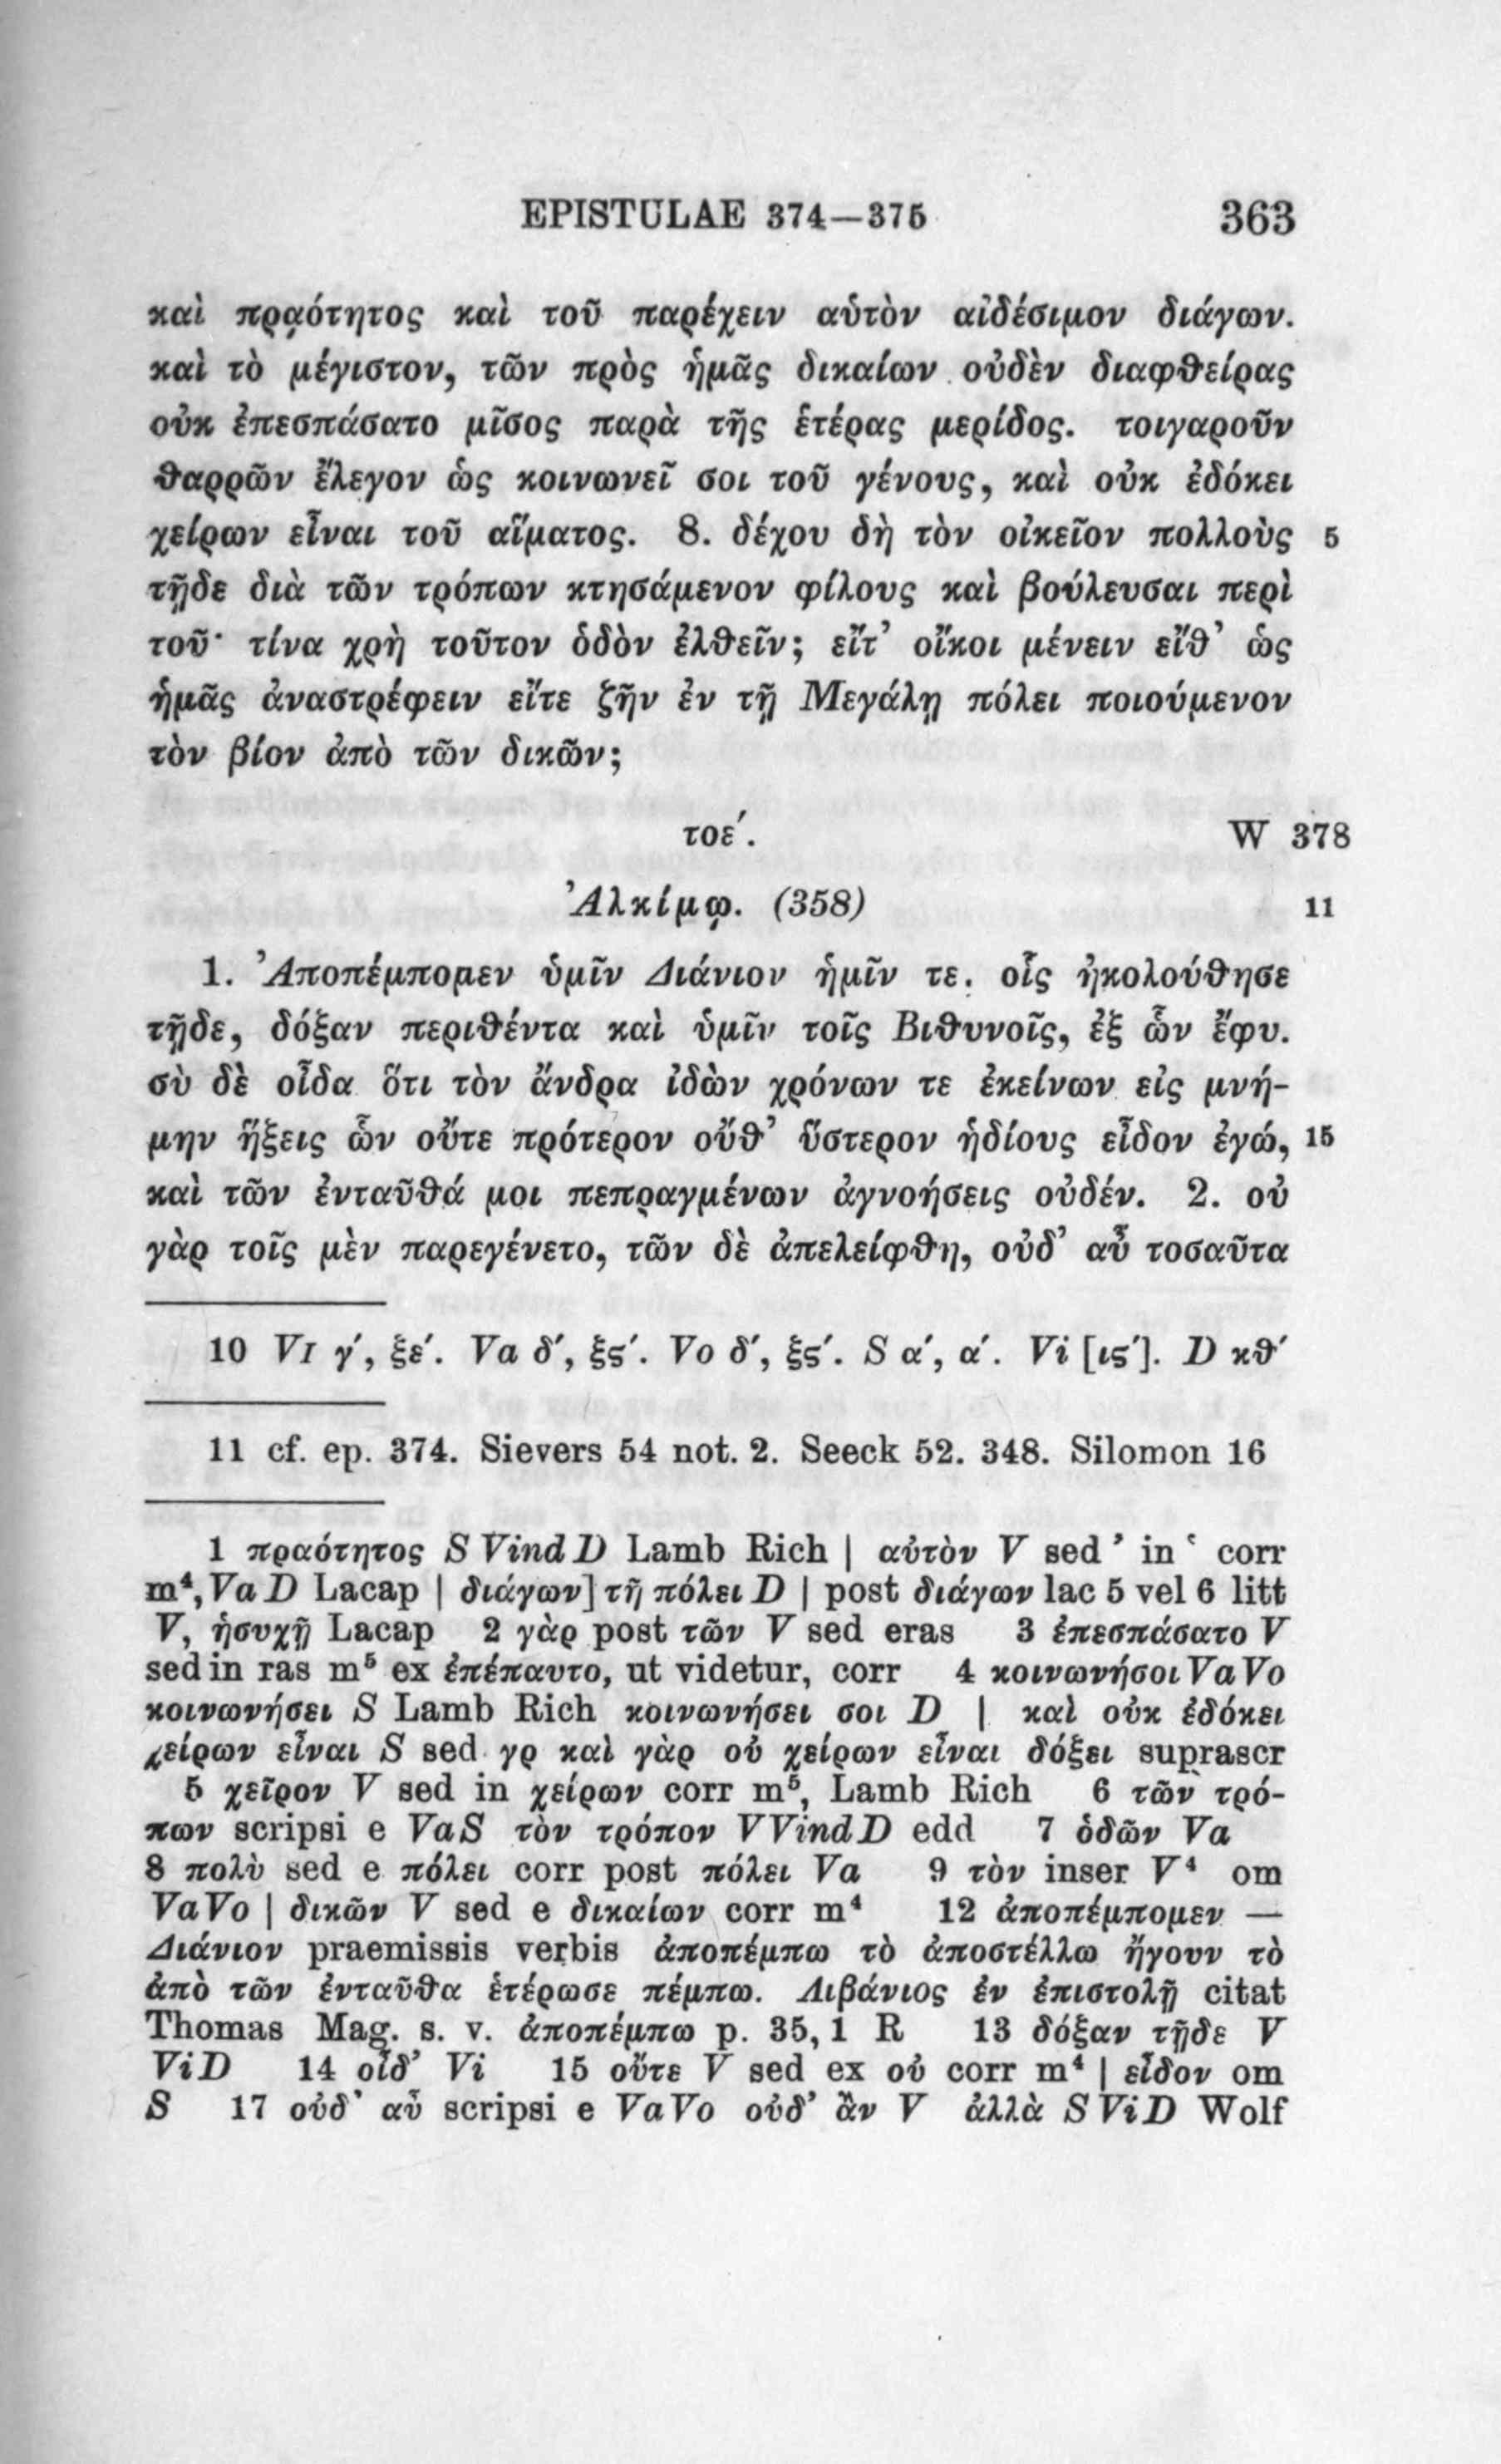 EPISTULAE 374—375 363
καὶ πρᾳότητος καὶ τοῦ παρέχειν αὑτὸν αἰδέσιμον διάγων.
καὶ τὸ μέγιστον, τῶν πρὸς ἡμᾶς δικαίων οὐδὲν διαφθείρας
οὐκ ἐπεσπάσατο μῖσος παρὰ τῆς ἑτέρας μερίδος. τοιγαροῦν
θαρρῶν ἔλεγον ὡς κοινωνεῖ σοι τοῦ γένους, καὶ οὐκ ἐδόκει
χείρων εἶναι τοῦ αἵματος. 8. δέχου δὴ τὸν οἰκεῖον πολλοὺς 5
τῇδε διὰ τῶν τρόπων κτησάμενον φίλους καὶ βούλευσαι περὶ
τοῦ· τίνα χρὴ τοῦτον ὁδὸν ἐλθεῖν; εἴτ’ οἴκοι μένειν εἴθ’ ὡς
ἡμᾶς ἀναστρέφειν εἴτε ζῆν ἐν τῇ Μεγάλῃ πόλει ποιούμενον
τὸν βίον ἀπὸ τῶν δικῶν;
τοε´. W 378
Ἀλκίμῳ. (358) 11
1. Ἀποπέμπομεν ὑμῖν Διάνιον ἡμῖν τε, οἷς ἠκολούθησε
τῇδε, δόξαν περιθέντα καὶ ὑμῖν τοῖς Βιθυνοῖς, ἐξ ὧν ἔφυ.
σὺ δὲ οἶδα ὅτι τὸν ἄνδρα ἰδὼν χρόνων τε ἐκείνων εἰς μνή-
μην ἥξεις ὧν οὔτε πρότερον οὔθ’ ὕστερον ἡδίους εἶδον ἐγώ, 15
καὶ τῶν ἐνταῦθά μοι πεπραγμένων ἀγνοήσεις οὐδέν. 2. οὐ
γὰρ τοῖς μὲν παρεγένετο, τῶν δὲ ἀπελείφθη, οὐδ’ αὖ τοσαῦτα
10 VI γ´, ξε´. Va δ´, ξς´. Vo δ´, ξς´. S α´, α´. Vi [ις´]. D κθ´
11 cf. ep. 374. Sievers 54 not. 2. Seeck 52. 348. Silomon 16
1 πραότητος S Vind D Lamb Rich | αὑτὸν V sed ’ in ‘ corr
m⁴, Va D Lacap | διάγων] τῇ πόλει D | post διάγων lac 5 vel 6 litt
V, ἡσυχῇ Lacap 2 γὰρ post τῶν V sed eras 3 ἐπεσπάσατο V
sed in ras m⁵ ex ἐπέπαυτο, ut videtur, corr 4 κοινωνήσοι Va Vo
κοινωνήσει S Lamb Rich κοινωνήσει σοι D | καὶ οὐκ ἐδόκει
χείρων εἶναι S sed γρ καὶ γὰρ οὐ χείρων εἶναι δόξει suprascr
5 χεῖρον V sed in χείρων corr m⁵, Lamb Rich 6 τῶν τρό-
πων scripsi e Va S τὸν τρόπον V Vind D edd 7 ὁδῶν Va
8 πολὺ sed e πόλει corr post πόλει Va 9 τὸν inser V⁴ om
Va Vo | δικῶν V sed e δικαίων corr m⁴ 12 ἀποπέμπομεν —
Διάνιον praemissis verbis ἀποπέμπω τὸ ἀποστέλλω ἤγουν τὸ
ἀπὸ τῶν ἐνταῦθα ἑτέρωσε πέμπω. Λιβάνιος ἐν ἐπιστολῇ citat
Thomas Mag. s. v. ἀποπέμπω p. 35, 1 R 13 δόξαν τῇδε V
Vi D 14 οἶδ’ Vi 15 οὔτε V sed ex οὐ corr m⁴ | εἶδον om
S 17 οὐδ’ αὖ scripsi e Va Vo οὐδ’ ἂν V ἀλλὰ S Vi D Wolf